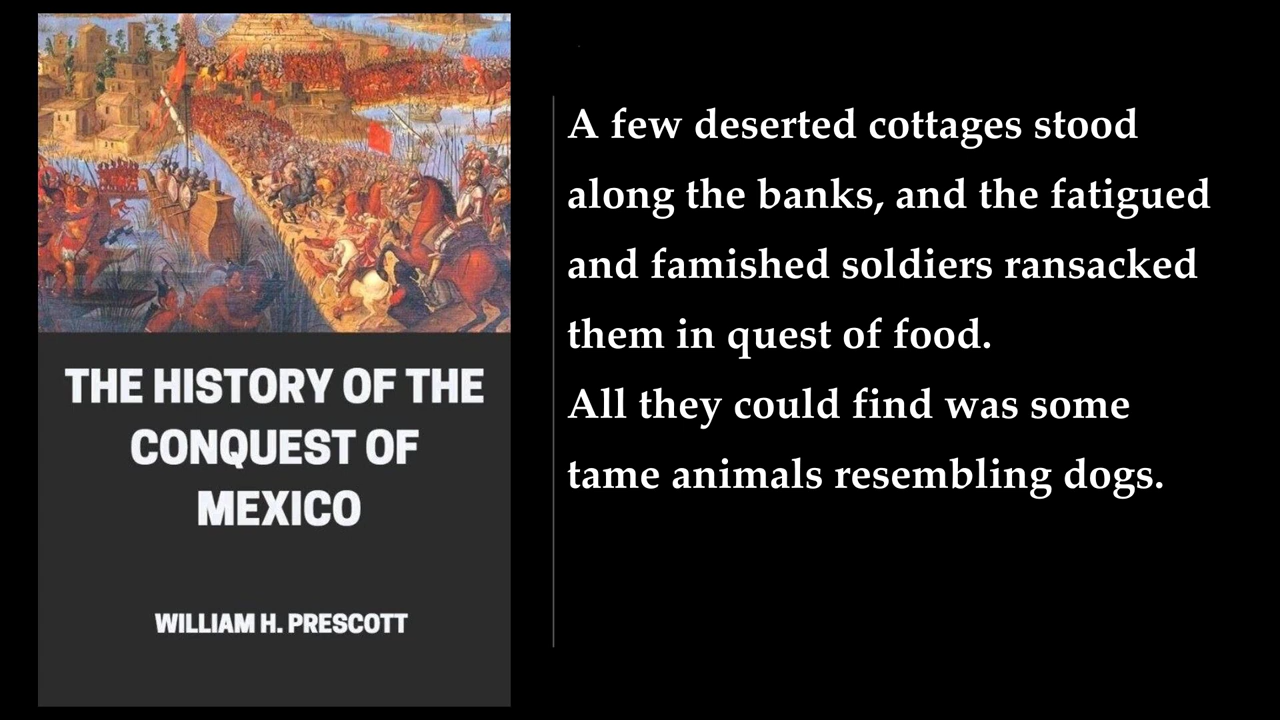 THE HISTORY OF THE
CONQUEST OF
MEXICO
WILLIAM H. PRESCOTT
A few deserted cottages stood
along the banks, and the fatigued
and famished soldiers ransacked
them in quest of food.
All they could find was some
tame animals resembling dogs.